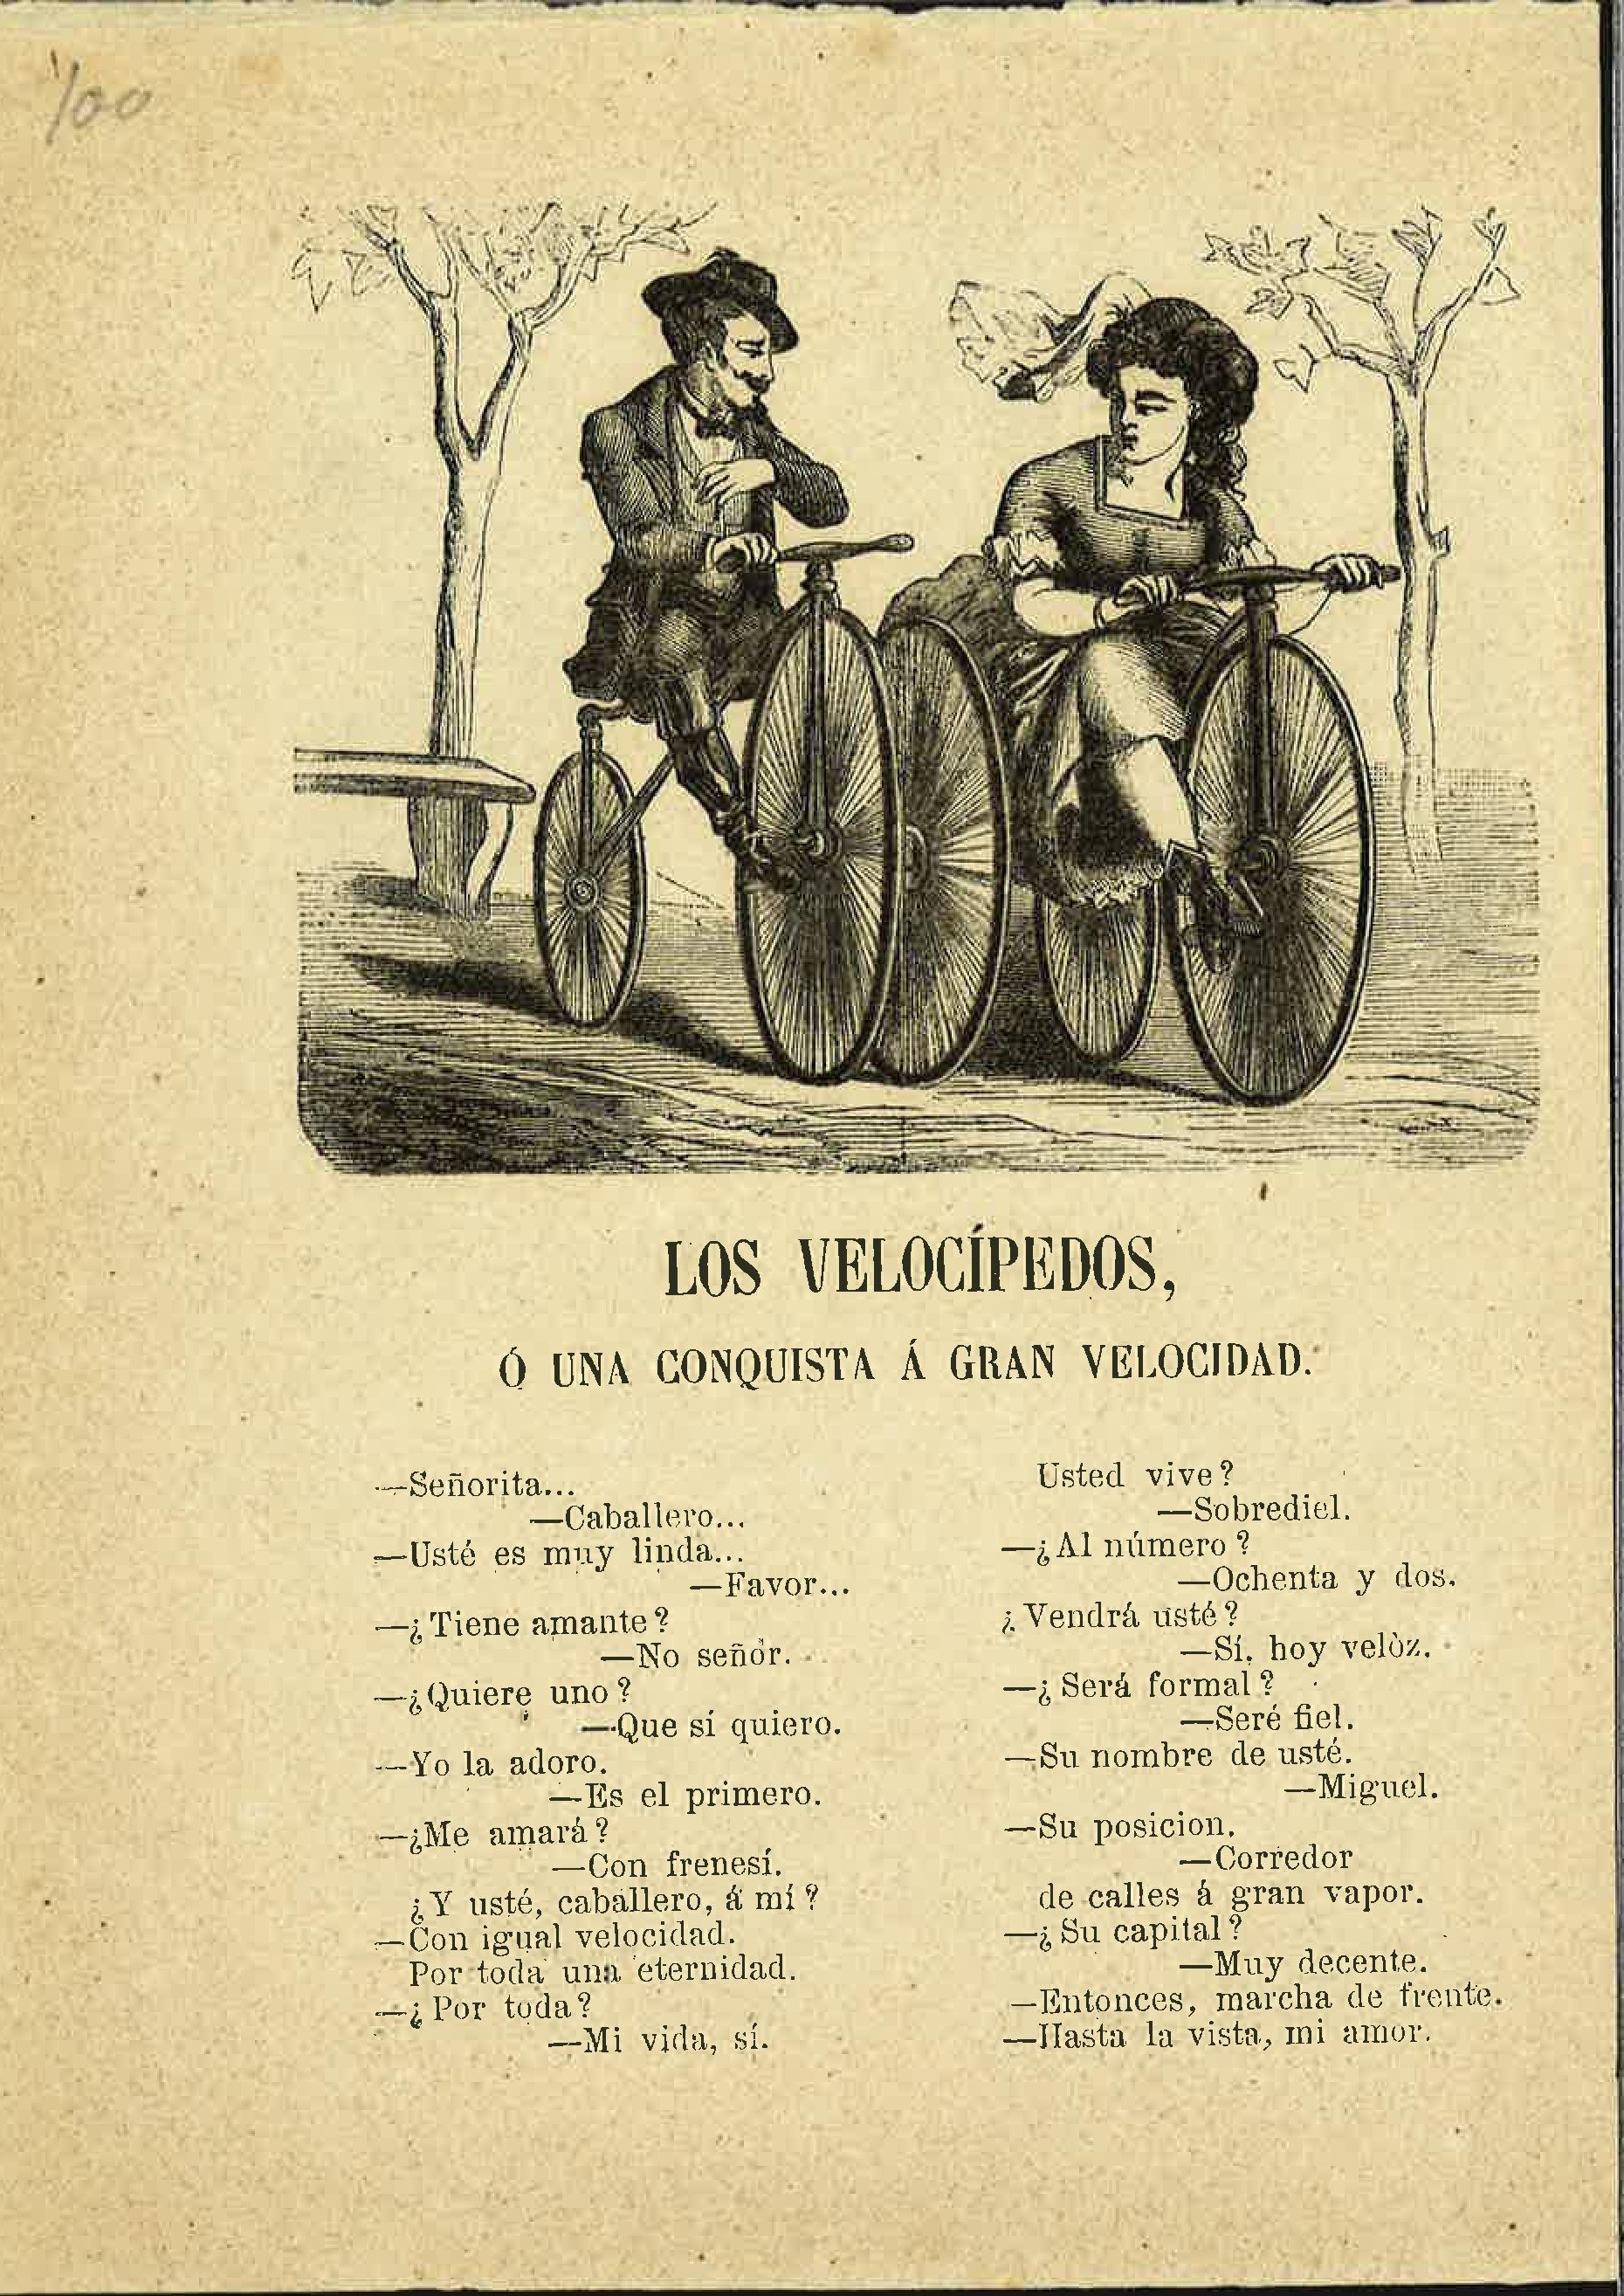 100
LOS VELOCÍPEDOS,
Ó UNA CONQUISTA Á GRAN VELOCIDAD.
—Señorita...
—Caballero...
—Usté es muy linda...
—Favor...
—¿Tiene amante?
—No señor.
—¿Quiere uno?
—Que sí quiero.
—Yo la adoro.
—Es el primero.
—¿Me amará?
—Con frenesí.
¿Y usté, caballero, á mí?
—Con igual velocidad.
Por toda una eternidad.
—¿Por toda?
—Mi vida, sí.
Usted vive?
—Sobrediel.
—¿Al número?
—Ochenta y dos.
¿Vendrá usté?
—Sí, hoy velòz.
—¿Será formal?
—Seré fiel.
—Su nombre de usté.
—Miguel.
—Su posicion.
—Corredor
de calles á gran vapor.
—¿Su capital?
—Muy decente.
—Entonces, marcha de frente.
—Hasta la vista, mi amor.